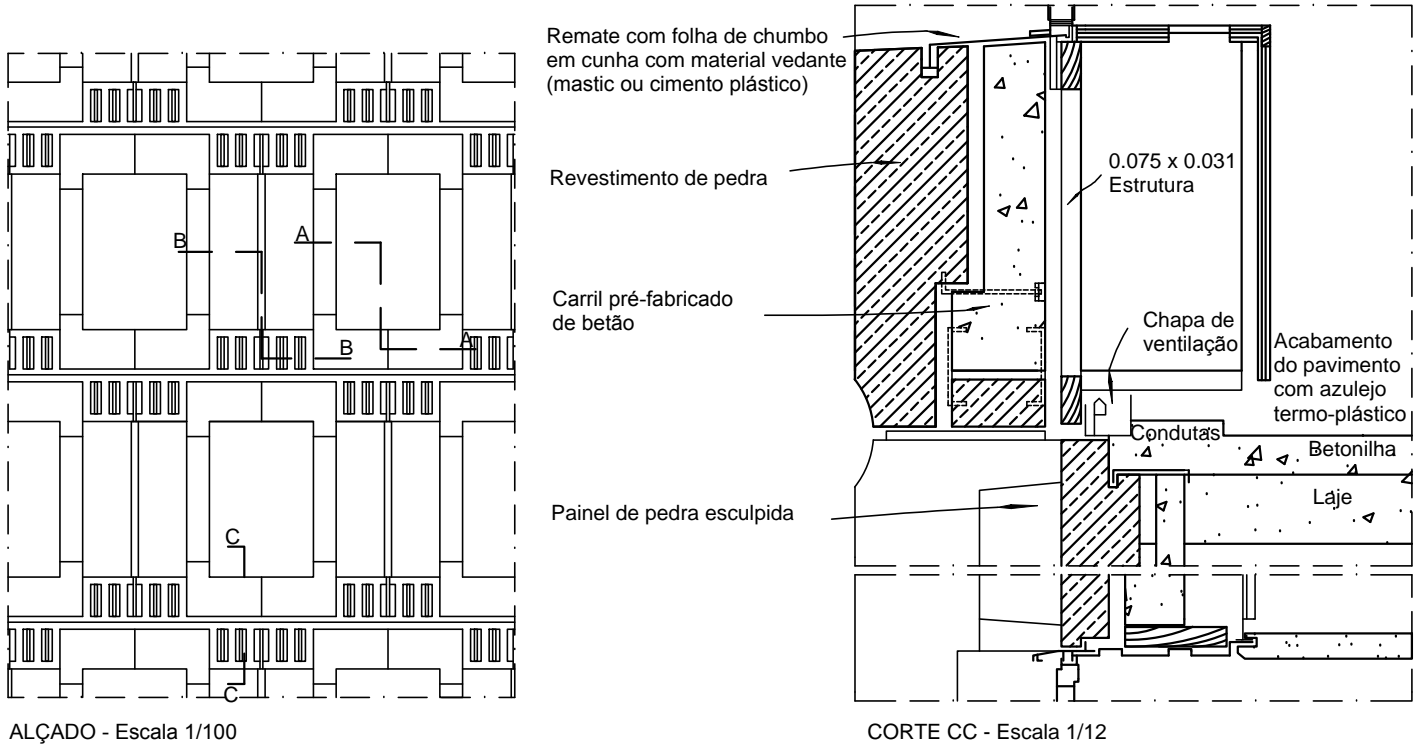 B
A
B
A
C
C
ALÇADO - Escala 1/100
Remate com folha de chumbo
em cunha com material vedante
(mastic ou cimento plástico)
Revestimento de pedra
Carril pré-fabricado
de betão
Painel de pedra esculpida
0.075 x 0.031
Estrutura
Chapa de
ventilação
Acabamento
do pavimento
com azulejo
termo-plástico
Condutas
Betonilha
Laje
CORTE CC - Escala 1/12